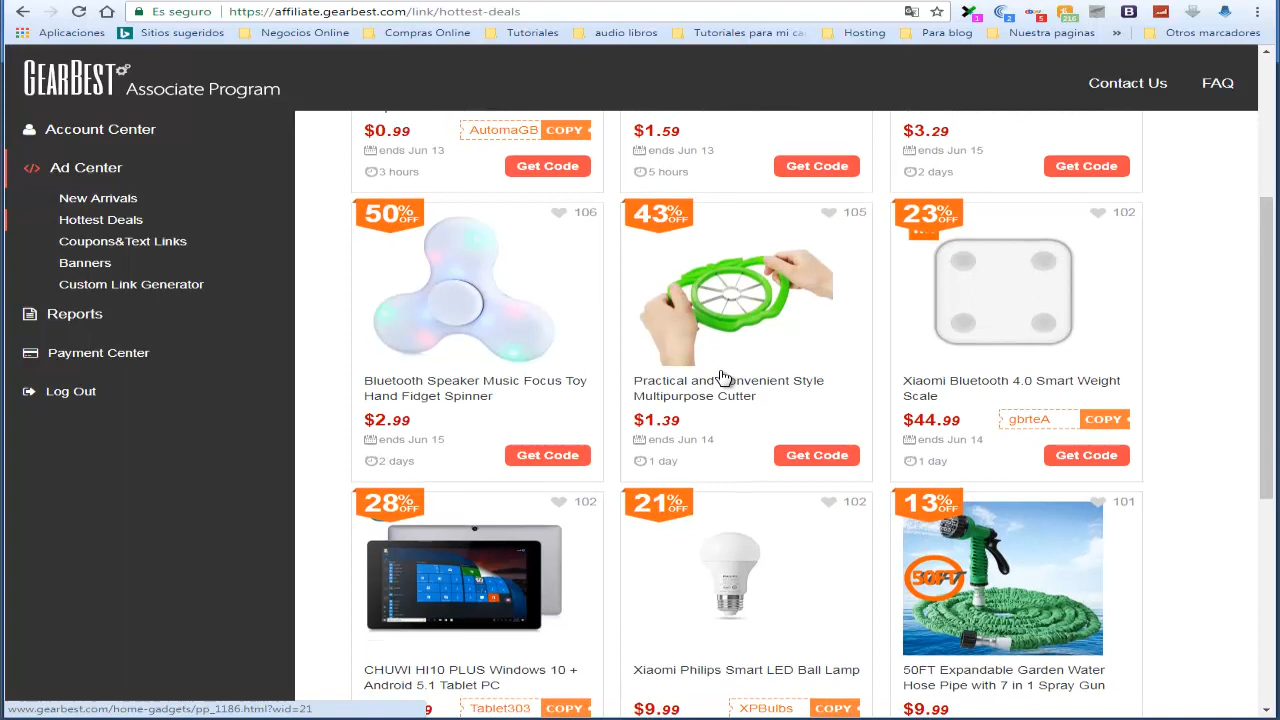 Es seguro
https://affiliate.gearbest.com/link/hottest-deals
1 2 5 216
Aplicaciones Sitios sugeridos Negocios Online Compras Online Tutoriales audio libros Tutoriales para mi ca Hosting Para blog Nuestra paginas » Otros marcadores
GEARBEST Associate Program
Contact Us FAQ
Account Center
Ad Center
New Arrivals
Hottest Deals
Coupons&Text Links
Banners
Custom Link Generator
Reports
Payment Center
Log Out
$0.99 AutomaGB COPY
ends Jun 13
3 hours Get Code
$1.59
ends Jun 13
5 hours Get Code
$3.29
ends Jun 15
2 days Get Code
50% OFF 106
Bluetooth Speaker Music Focus Toy
Hand Fidget Spinner
$2.99
ends Jun 15
2 days Get Code
43% OFF 105
Practical and Convenient Style
Multipurpose Cutter
$1.39
ends Jun 14
1 day Get Code
23% OFF 102
Xiaomi Bluetooth 4.0 Smart Weight
Scale
$44.99 gbrteA COPY
ends Jun 14
1 day Get Code
28% OFF 102
CHUWI HI10 PLUS Windows 10 +
Android 5.1 Tablet PC
.99 Tablet303 COPY
21% OFF 102
PHILIPS
Xiaomi Philips Smart LED Ball Lamp
$9.99 XPBulbs COPY
13% OFF 101
50FT
50FT Expandable Garden Water
Hose Pipe with 7 in 1 Spray Gun
$9.99
www.gearbest.com/home-gadgets/pp_1186.html?wid=21